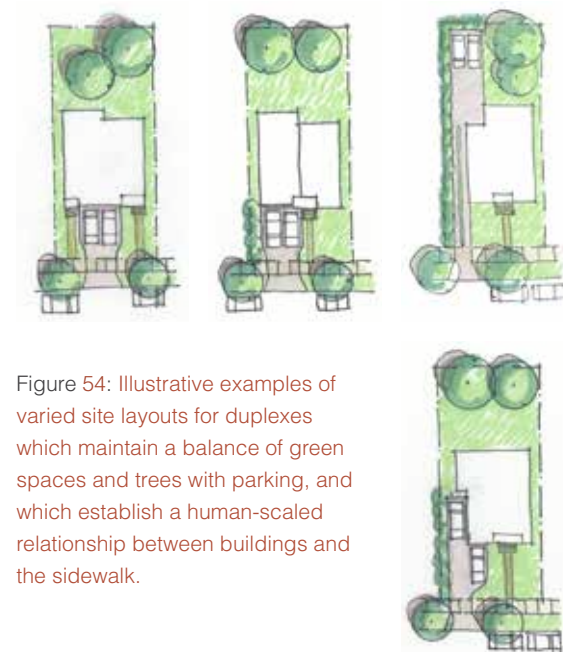 Figure 54: Illustrative examples of
varied site layouts for duplexes
which maintain a balance of green
spaces and trees with parking, and
which establish a human-scaled
relationship between buildings and
the sidewalk.